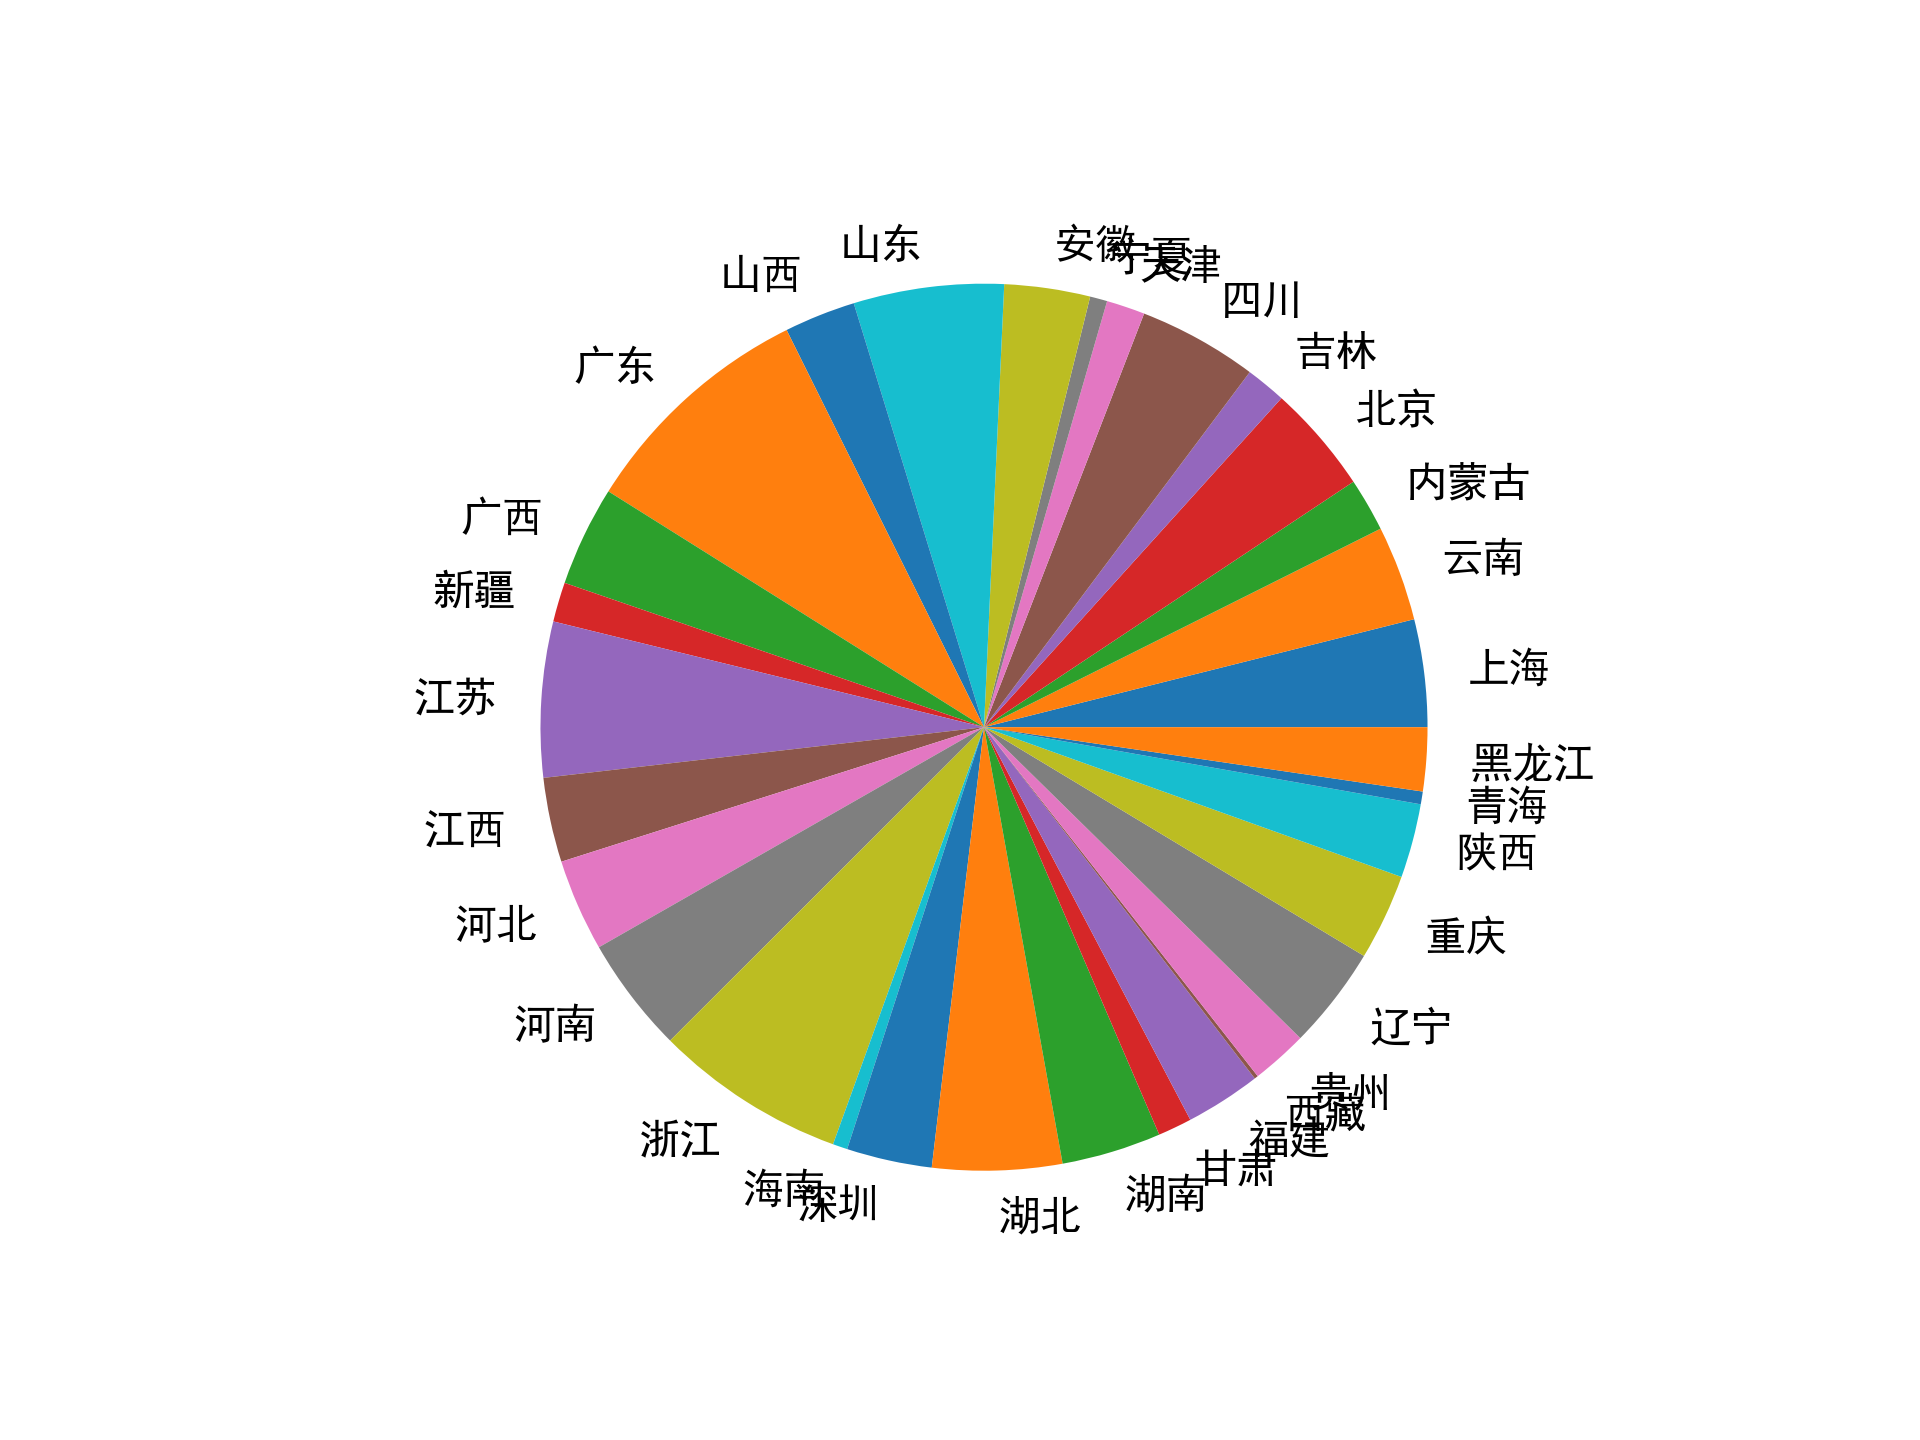 山东
安徽
宁夏
天津
山西
四川
吉林
广东
北京
内蒙古
广西
云南
新疆
上海
江苏
黑龙江
青海
江西
陕西
河北
重庆
河南
辽宁
贵州
西藏
浙江
福建
甘肃
海南
湖南
深圳
湖北